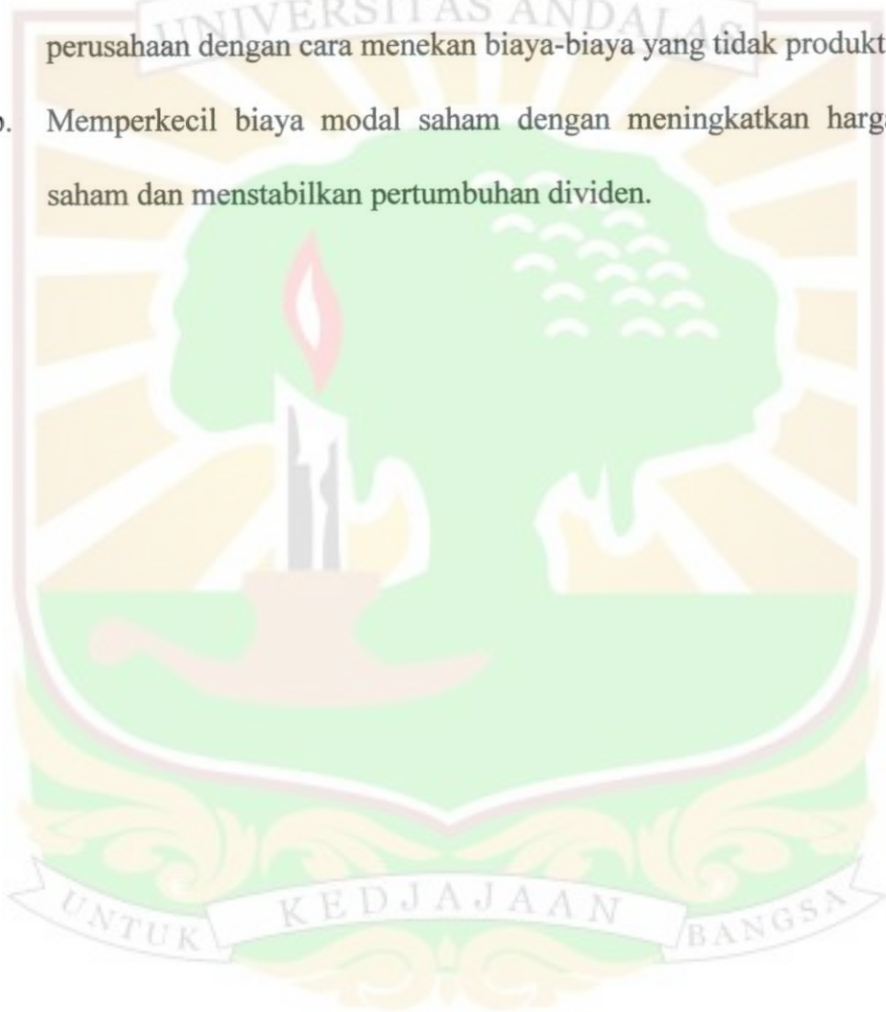 UNIVERSITAS ANDALAS
perusahaan dengan cara menekan biaya-biaya yang tidak produkt
Memperkecil biaya modal saham dengan meningkatkan harga
saham dan menstabilkan pertumbuhan dividen.
UNTUK KEDJAJAAN BANGSA